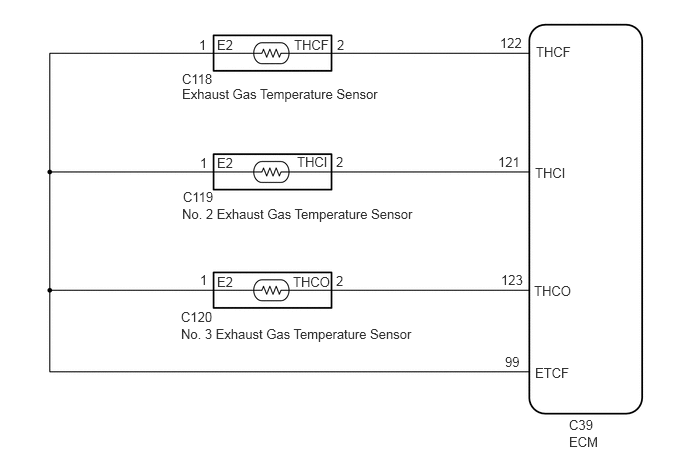 1 E2 THCF 2 122 THCF
C118
Exhaust Gas Temperature Sensor
1 E2 THCI 2 121 THCI
C119
No. 2 Exhaust Gas Temperature Sensor
1 E2 THCO 2 123 THCO
C120
No. 3 Exhaust Gas Temperature Sensor
99 ETCF
C39
ECM